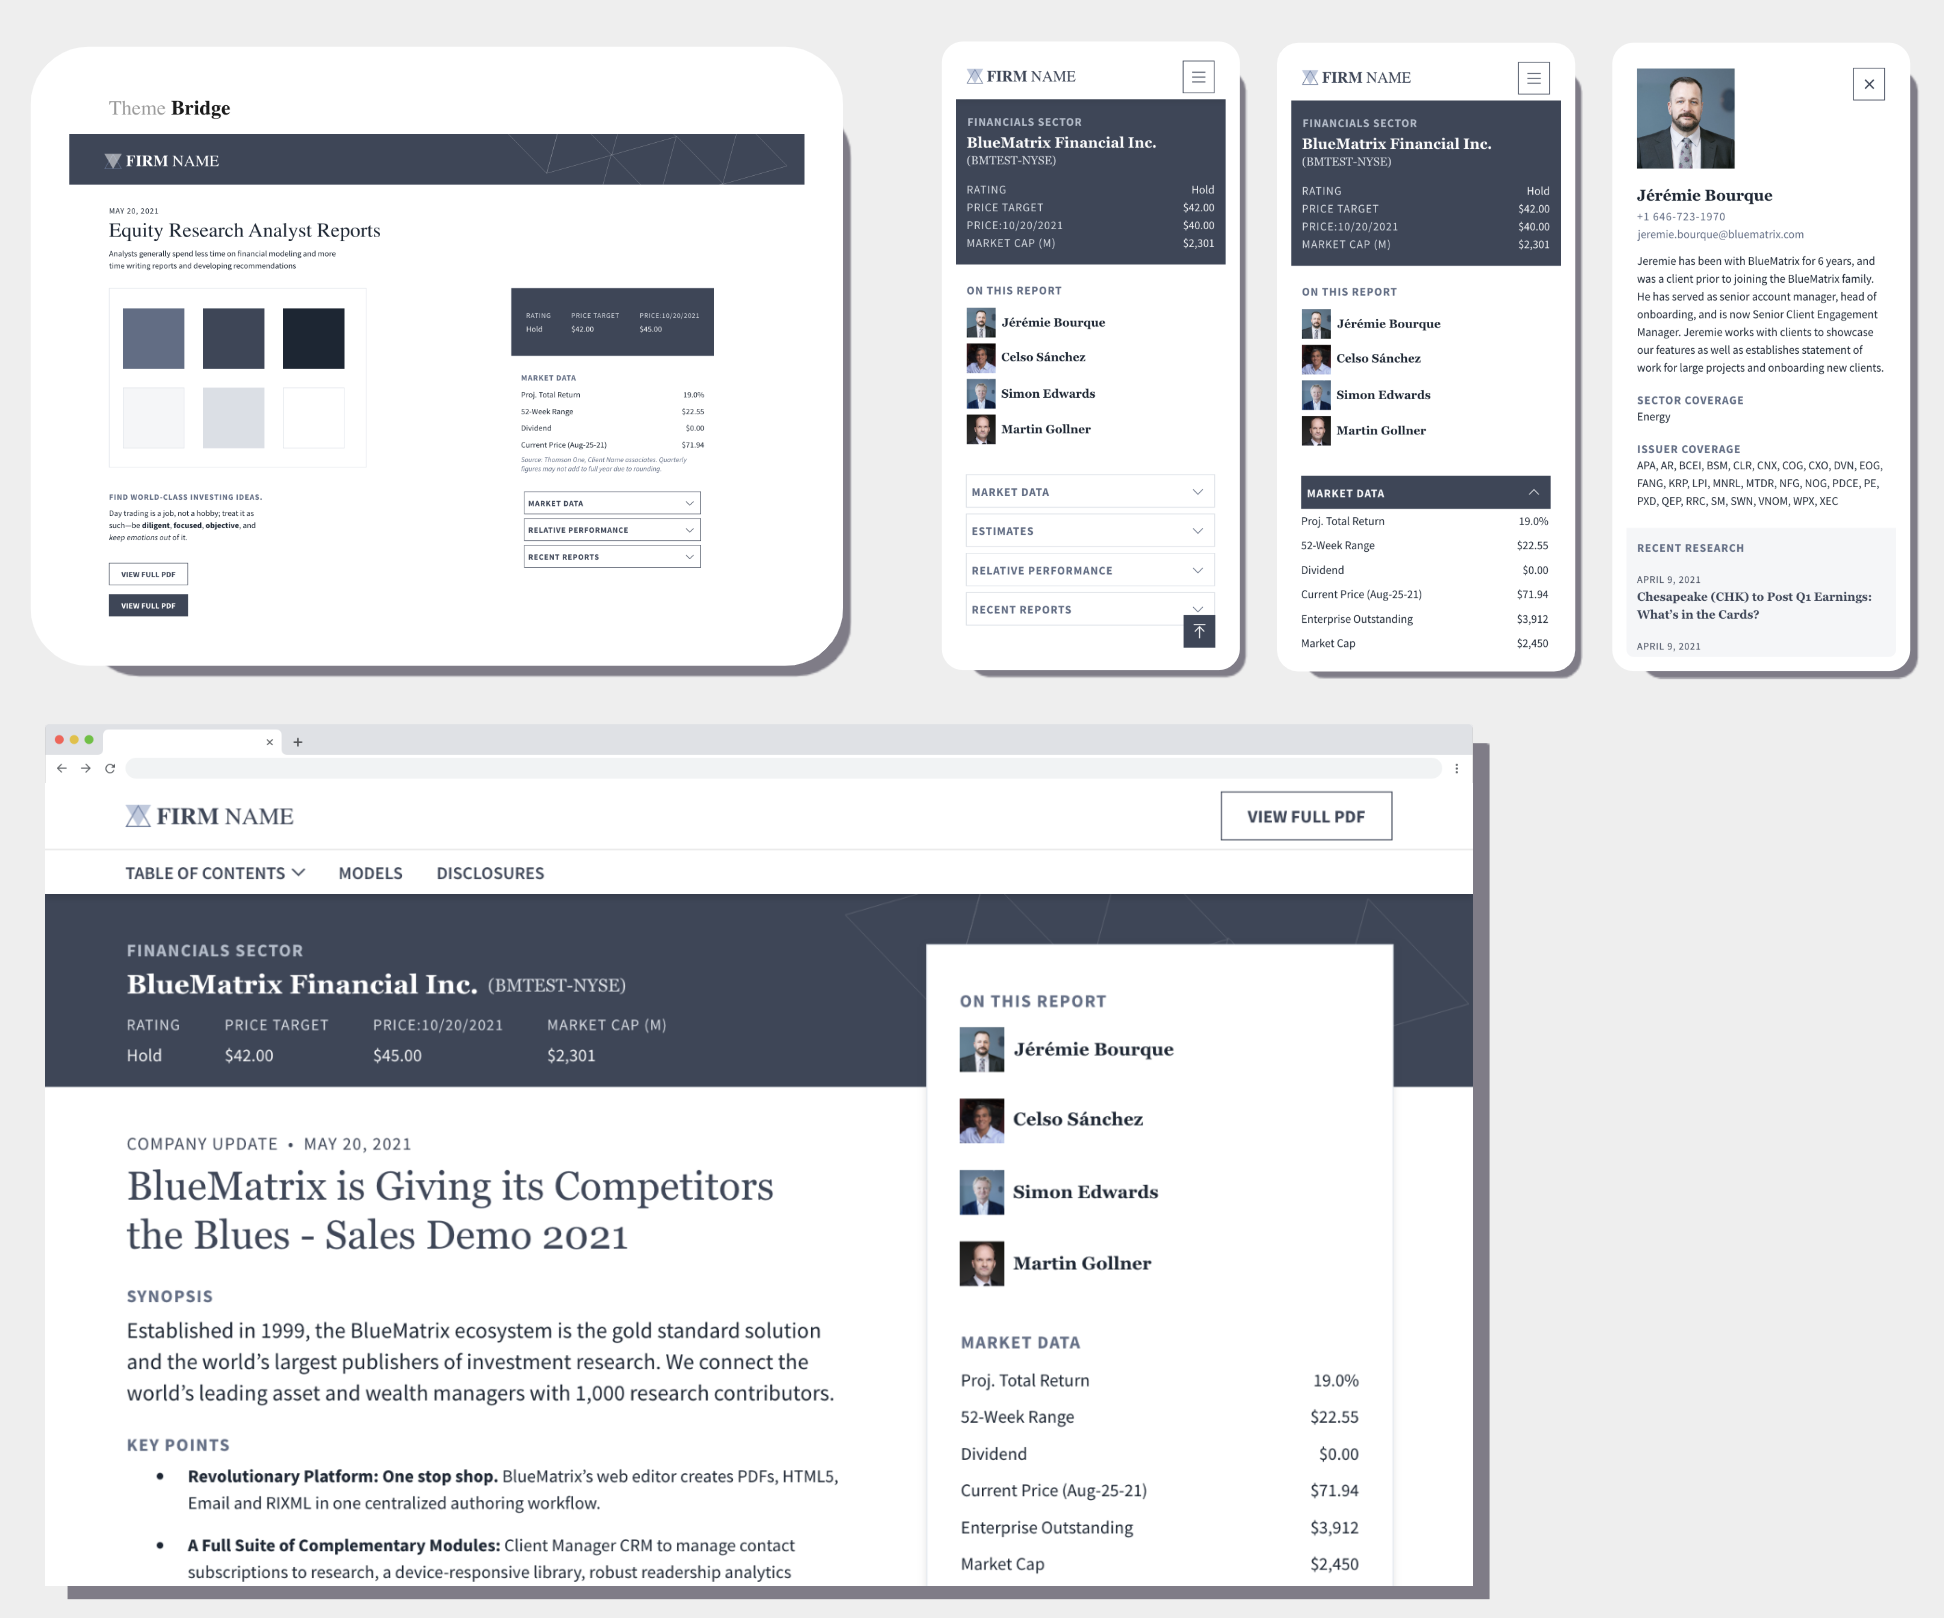 Theme Bridge
FIRM NAME
MAY 20, 2021
Equity Research Analyst Reports
Analysts generally spend less time on financial modeling and more
time writing reports and developing recommendations
RATING PRICE TARGET PRICE:10/20/2021
Hold $42.00 $45.00
MARKET DATA
Proj. Total Return 19.0%
52-Week Range $22.55
Dividend $0.00
Current Price (Aug-25-21) $71.94
Source: Thomson One, Client Name associates. Quarterly
figures may not add to full year due to rounding.
FIND WORLD-CLASS INVESTING IDEAS.
Day trading is a job, not a hobby; treat it as
such—be diligent, focused, objective, and
keep emotions out of it.
VIEW FULL PDF
VIEW FULL PDF
MARKET DATA
RELATIVE PERFORMANCE
RECENT REPORTS
FIRM NAME
FINANCIALS SECTOR
BlueMatrix Financial Inc.
(BMTEST-NYSE)
RATING Hold
PRICE TARGET $42.00
PRICE:10/20/2021 $40.00
MARKET CAP (M) $2,301
ON THIS REPORT
Jérémie Bourque
Celso Sánchez
Simon Edwards
Martin Gollner
MARKET DATA
ESTIMATES
RELATIVE PERFORMANCE
RECENT REPORTS
FIRM NAME
FINANCIALS SECTOR
BlueMatrix Financial Inc.
(BMTEST-NYSE)
RATING Hold
PRICE TARGET $42.00
PRICE:10/20/2021 $40.00
MARKET CAP (M) $2,301
ON THIS REPORT
Jérémie Bourque
Celso Sánchez
Simon Edwards
Martin Gollner
MARKET DATA
Proj. Total Return 19.0%
52-Week Range $22.55
Dividend $0.00
Current Price (Aug-25-21) $71.94
Enterprise Outstanding $3,912
Market Cap $2,450
Jérémie Bourque
+1 646-723-1970
jeremie.bourque@bluematrix.com
Jeremie has been with BlueMatrix for 6 years, and
was a client prior to joining the BlueMatrix family.
He has served as senior account manager, head of
onboarding, and is now Senior Client Engagement
Manager. Jeremie works with clients to showcase
our features as well as establishes statement of
work for large projects and onboarding new clients.
SECTOR COVERAGE
Energy
ISSUER COVERAGE
APA, AR, BCEI, BSM, CLR, CNX, COG, CXO, DVN, EOG,
FANG, KRP, LPI, MNRL, MTDR, NFG, NOG, PDCE, PE,
PXD, QEP, RRC, SM, SWN, VNOM, WPX, XEC
RECENT RESEARCH
APRIL 9, 2021
Chesapeake (CHK) to Post Q1 Earnings:
What's in the Cards?
APRIL 9, 2021
FIRM NAME
VIEW FULL PDF
TABLE OF CONTENTS MODELS DISCLOSURES
FINANCIALS SECTOR
BlueMatrix Financial Inc. (BMTEST-NYSE)
RATING PRICE TARGET PRICE:10/20/2021 MARKET CAP (M)
Hold $42.00 $45.00 $2,301
COMPANY UPDATE • MAY 20, 2021
BlueMatrix is Giving its Competitors
the Blues - Sales Demo 2021
SYNOPSIS
Established in 1999, the BlueMatrix ecosystem is the gold standard solution
and the world's largest publishers of investment research. We connect the
world's leading asset and wealth managers with 1,000 research contributors.
KEY POINTS
• Revolutionary Platform: One stop shop. BlueMatrix's web editor creates PDFs, HTML5,
Email and RIXML in one centralized authoring workflow.
• A Full Suite of Complementary Modules: Client Manager CRM to manage contact
subscriptions to research, a device-responsive library, robust readership analytics
ON THIS REPORT
Jérémie Bourque
Celso Sánchez
Simon Edwards
Martin Gollner
MARKET DATA
Proj. Total Return 19.0%
52-Week Range $22.55
Dividend $0.00
Current Price (Aug-25-21) $71.94
Enterprise Outstanding $3,912
Market Cap $2,450